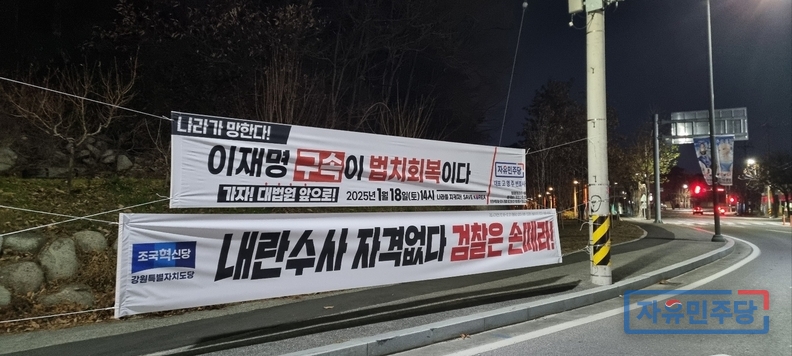 니라가 망한다!
이재명 구속이 법치회복이다
가자! 대법원 앞으로!
2025년 1월 18일(토) 14시
자유민주당
조국혁신당
강원특별자치도당
내란수사 자격없다 검찰은 손떼라!
자유민주당